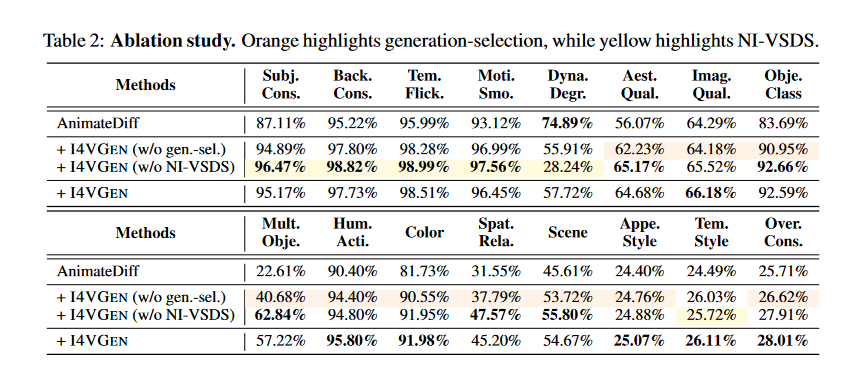 Table 2: Ablation study. Orange highlights generation-selection, while yellow highlights NI-VSDS.
Methods Subj. Cons. Back. Cons. Tem. Flick. Moti. Smo. Dyna. Degr. Aest. Qual. Imag. Qual. Obje. Class
AnimateDiff 87.11% 95.22% 95.99% 93.12% 74.89% 56.07% 64.29% 83.69%
+ I4VGEN (w/o gen.-sel.) 94.89% 97.80% 98.28% 96.99% 55.91% 62.23% 64.18% 90.95%
+ I4VGEN (w/o NI-VSDS) 96.47% 98.82% 98.99% 97.56% 28.24% 65.17% 65.52% 92.66%
+ I4VGEN 95.17% 97.73% 98.51% 96.45% 57.72% 64.68% 66.18% 92.59%
Methods Mult. Obje. Hum. Acti. Color Spat. Rela. Scene Appe. Style Tem. Style Over. Cons.
AnimateDiff 22.61% 90.40% 81.73% 31.55% 45.61% 24.40% 24.49% 25.71%
+ I4VGEN (w/o gen.-sel.) 40.68% 94.40% 90.55% 37.79% 53.72% 24.76% 26.03% 26.62%
+ I4VGEN (w/o NI-VSDS) 62.84% 94.80% 91.95% 47.57% 55.80% 24.88% 25.72% 27.91%
+ I4VGEN 57.22% 95.80% 91.98% 45.20% 54.67% 25.07% 26.11% 28.01%